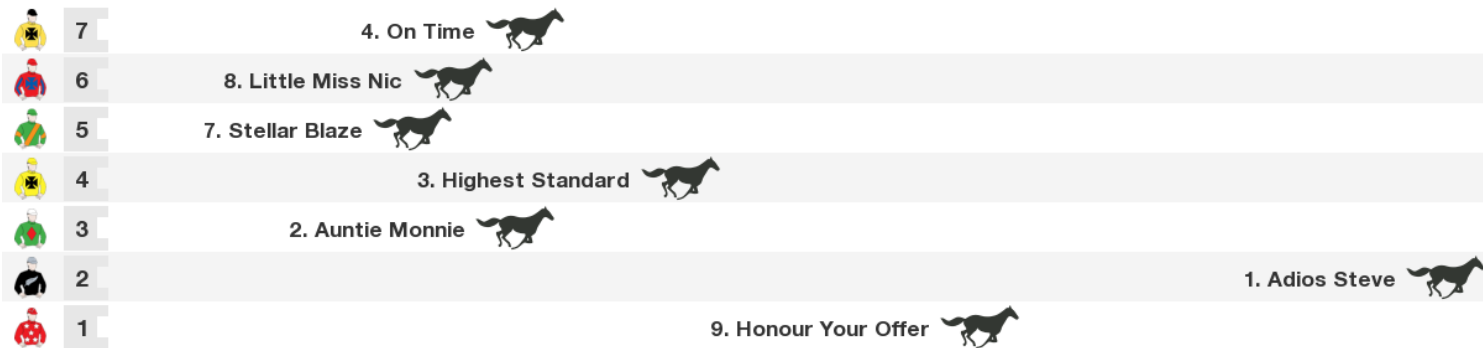 7 4. On Time
6 8. Little Miss Nic
5 7. Stellar Blaze
4 3. Highest Standard
3 2. Auntie Monnie
2 1. Adios Steve
1 9. Honour Your Offer